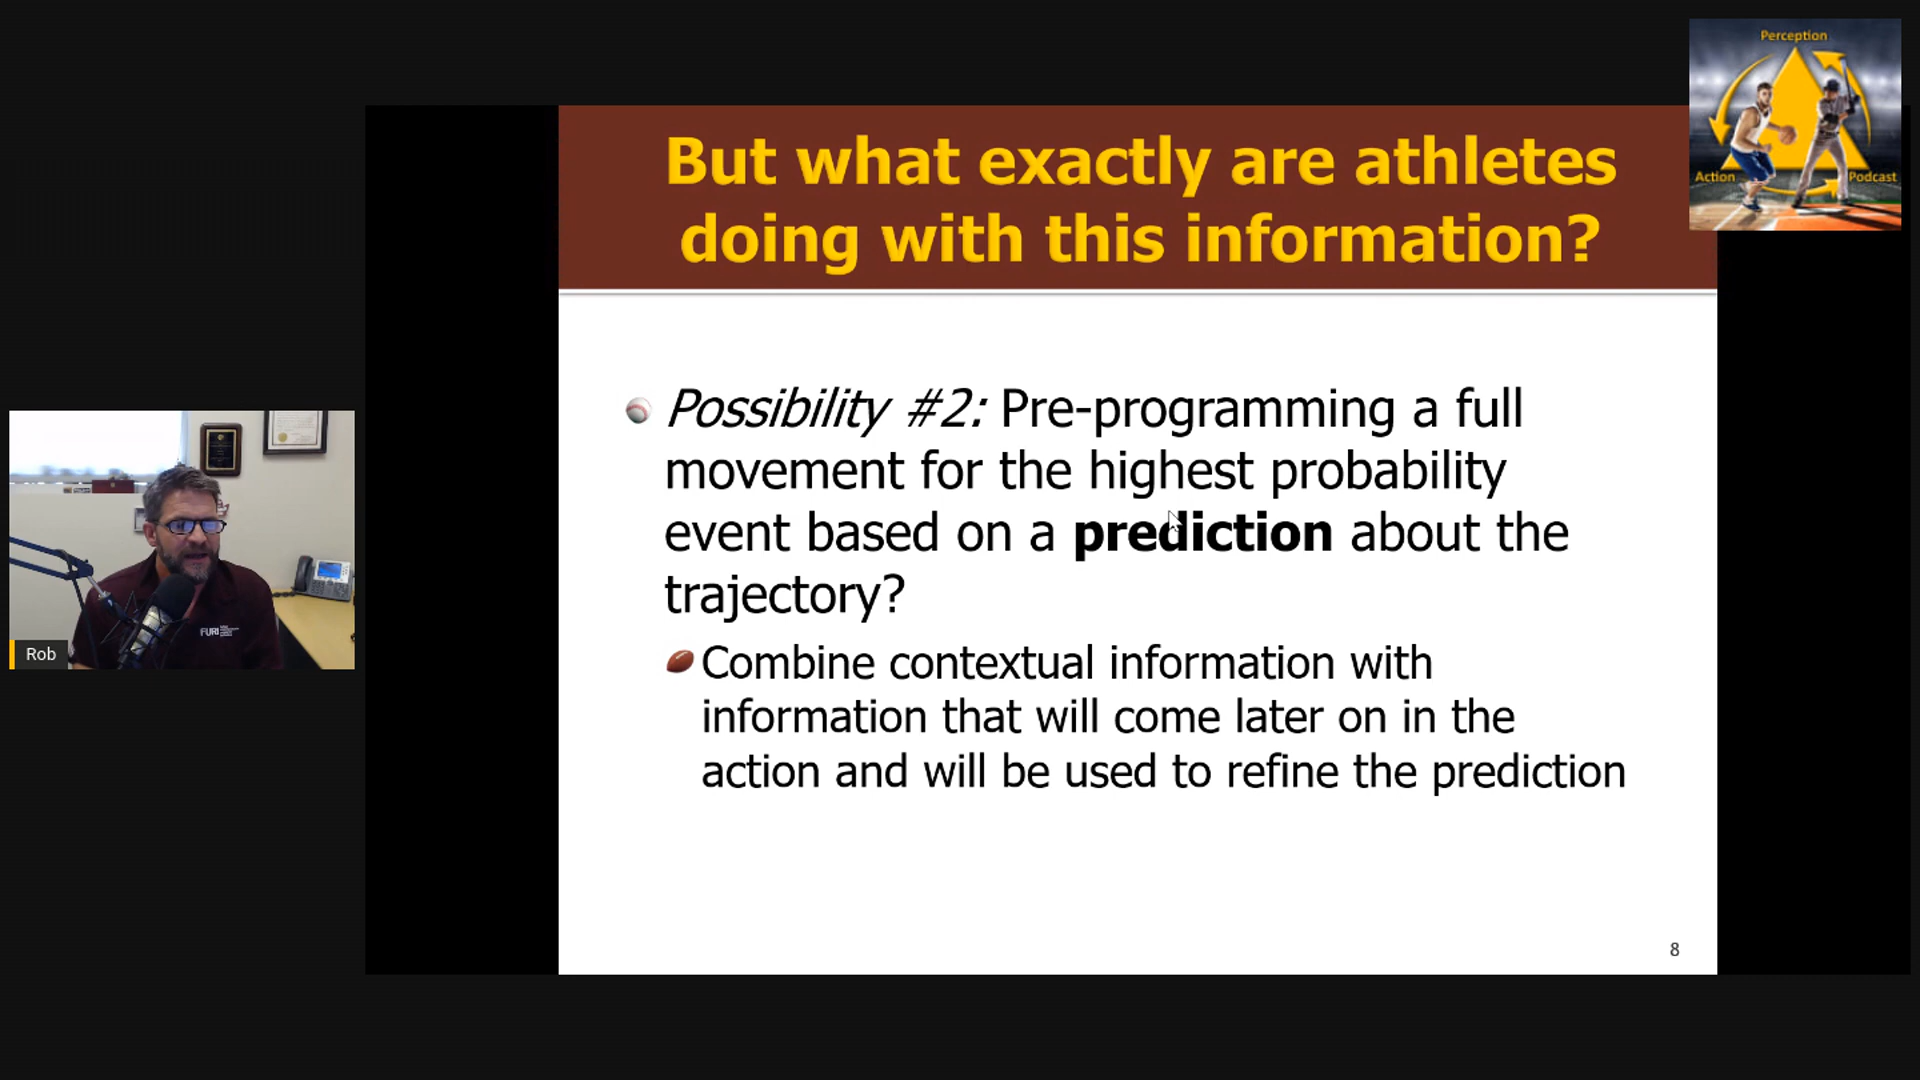 Perception
Action
Podcast
But what exactly are athletes
doing with this information?
Possibility #2: Pre-programming a full
movement for the highest probability
event based on a prediction about the
trajectory?
Combine contextual information with
information that will come later on in the
action and will be used to refine the prediction
8
Rob
FURI